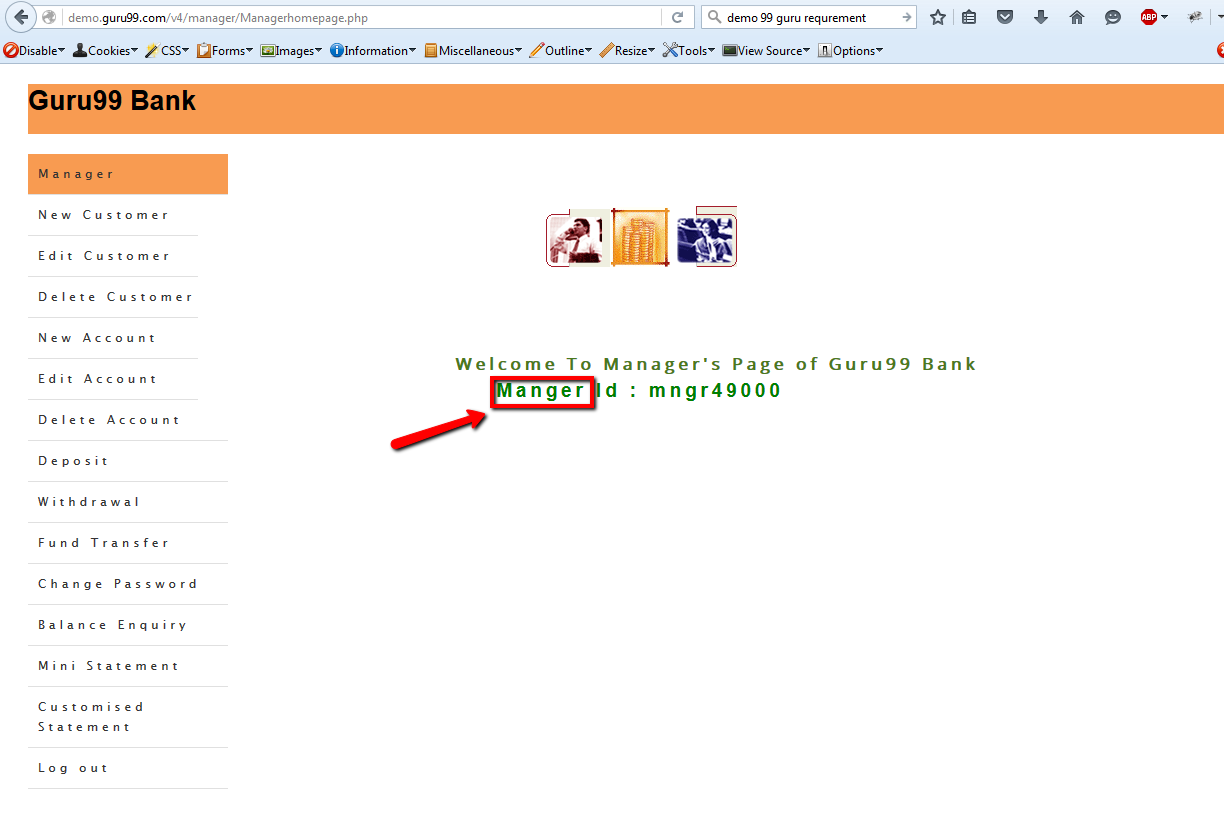 demo.guru99.com/v4/manager/Managerhomepage.php
demo 99 guru requrement
ABP
Disable Cookies CSS Forms Images Information Miscellaneous Outline Resize Tools View Source Options
Guru99 Bank
Manager
New Customer
Edit Customer
Delete Customer
New Account
Edit Account
Delete Account
Deposit
Withdrawal
Fund Transfer
Change Password
Balance Enquiry
Mini Statement
Customised
Statement
Log out
Welcome To Manager's Page of Guru99 Bank
Manger Id : mngr49000